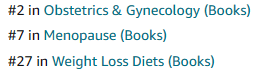 #2 in Obstetrics & Gynecology (Books)
#7 in Menopause (Books)
#27 in Weight Loss Diets (Books)